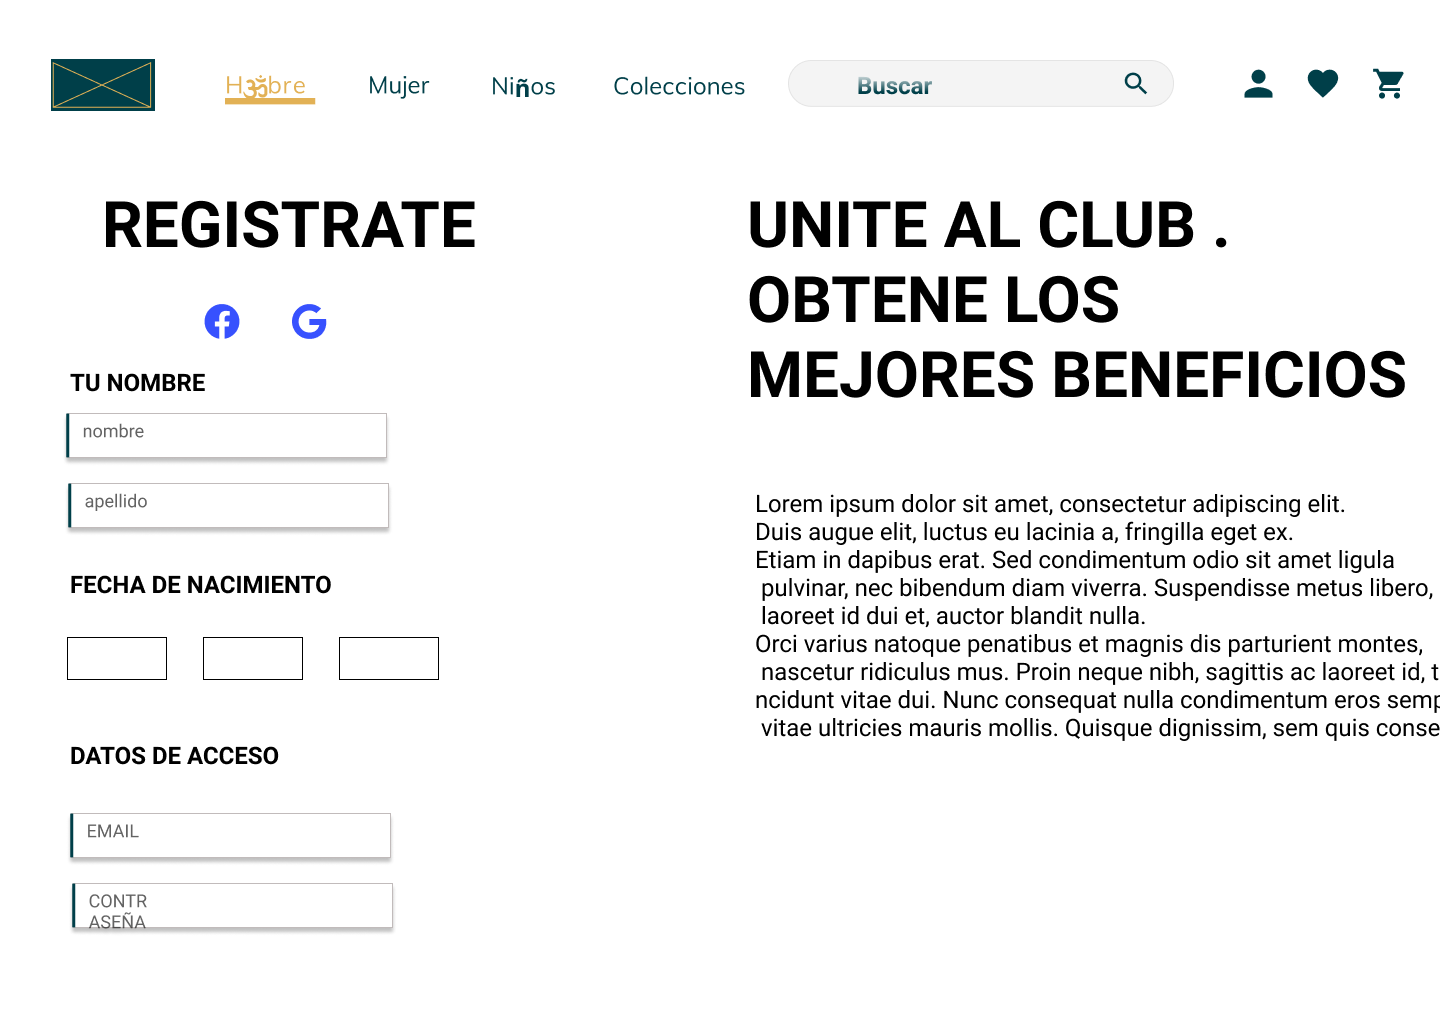 Hॐbre Mujer Niños Colecciones Buscar
REGISTRATE
TU NOMBRE
nombre
apellido
FECHA DE NACIMIENTO
DATOS DE ACCESO
EMAIL
CONTR
ASEÑA
UNITE AL CLUB .
OBTENE LOS
MEJORES BENEFICIOS
Lorem ipsum dolor sit amet, consectetur adipiscing elit.
Duis augue elit, luctus eu lacinia a, fringilla eget ex.
Etiam in dapibus erat. Sed condimentum odio sit amet ligula
pulvinar, nec bibendum diam viverra. Suspendisse metus libero,
laoreet id dui et, auctor blandit nulla.
Orci varius natoque penatibus et magnis dis parturient montes,
nascetur ridiculus mus. Proin neque nibh, sagittis ac laoreet id, t
ncidunt vitae dui. Nunc consequat nulla condimentum eros semp
vitae ultricies mauris mollis. Quisque dignissim, sem quis conse